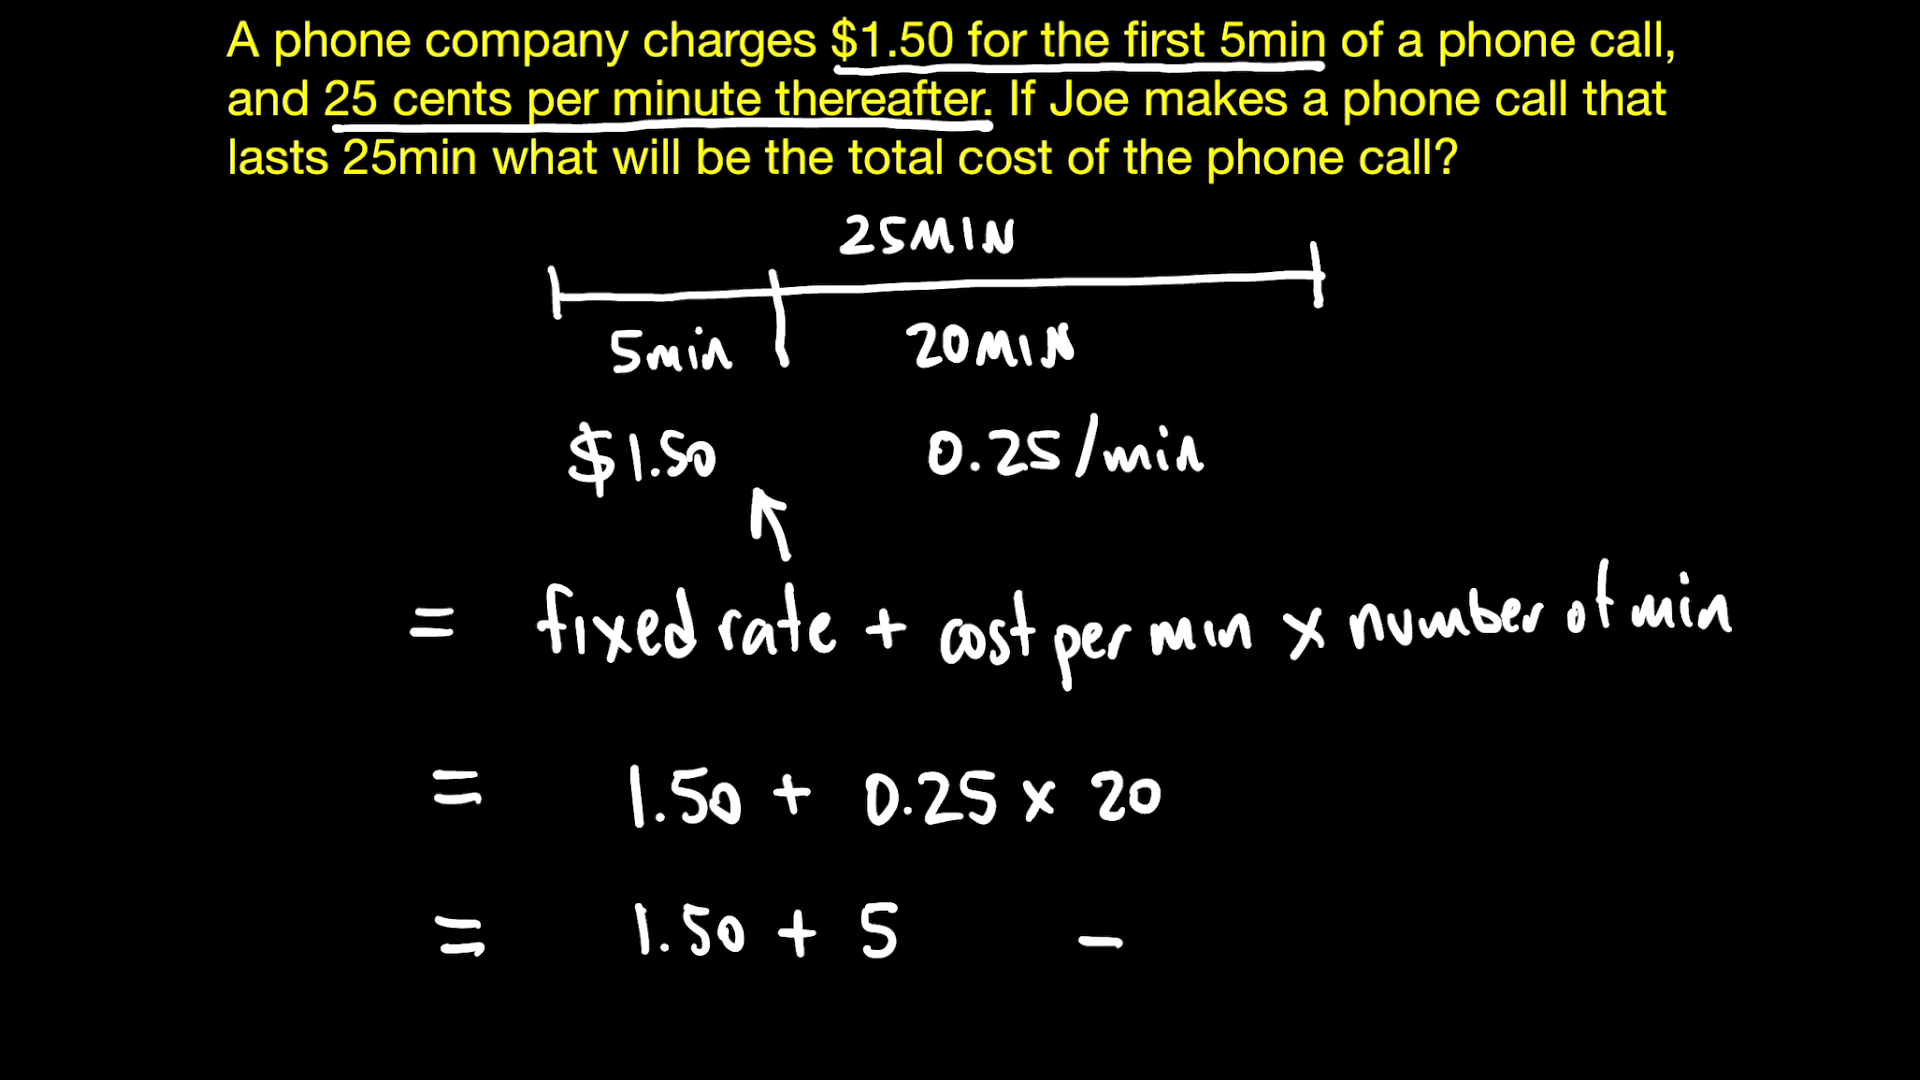 A phone company charges $1.50 for the first 5min of a phone call,
and 25 cents per minute thereafter. If Joe makes a phone call that
lasts 25min what will be the total cost of the phone call?
25MIN
5min 20MIN
$1.50 0.25/min
= fixed rate + cost per min x number of min
= 1.50 + 0.25 x 20
= 1.50 + 5 -